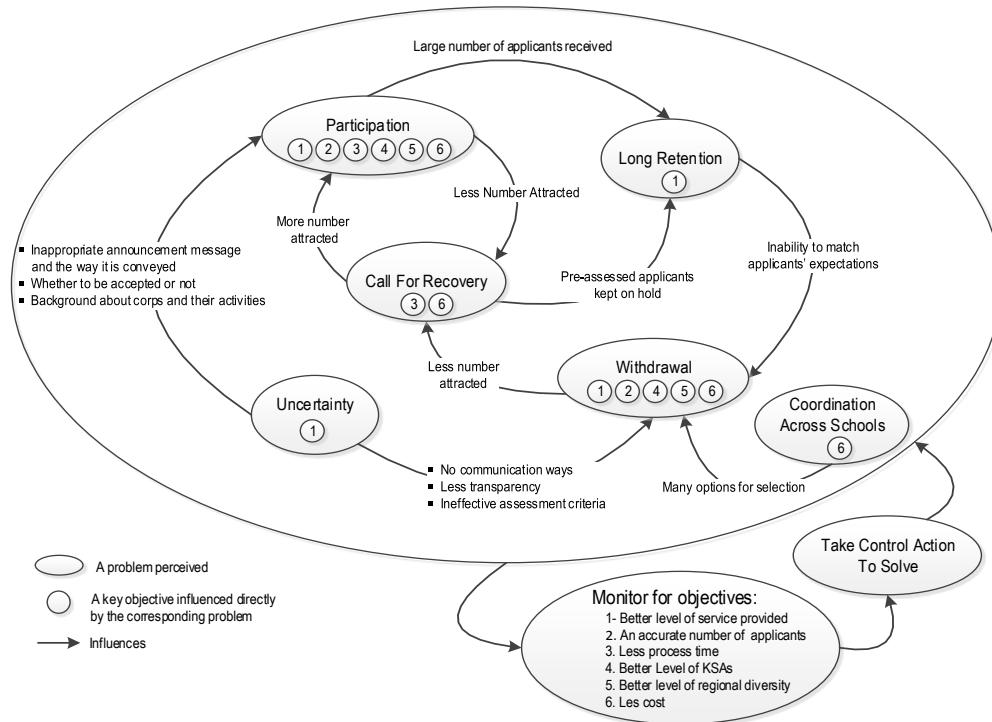 Large number of applicants received
Participation
1 2 3 4 5 6
Long Retention
1
Less Number Attracted
More number
attracted
Inability to match
applicants' expectations
▪ Inappropriate announcement message
and the way it is conveyed
▪ Whether to be accepted or not
▪ Background about corps and their activities
Call For Recovery
3 6
Pre-assessed applicants
kept on hold
Less number
attracted
Withdrawal
1 2 4 5 6
Uncertainty
1
Coordination
Across Schools
6
▪ No communication ways
▪ Less transparency
▪ Ineffective assessment criteria
Many options for selection
Take Control Action
To Solve
A problem perceived
A key objective influenced directly
by the corresponding problem
Influences
Monitor for objectives:
1- Better level of service provided
2. An accurate number of applicants
3. Less process time
4. Better Level of KSAs
5. Better level of regional diversity
6. Les cost